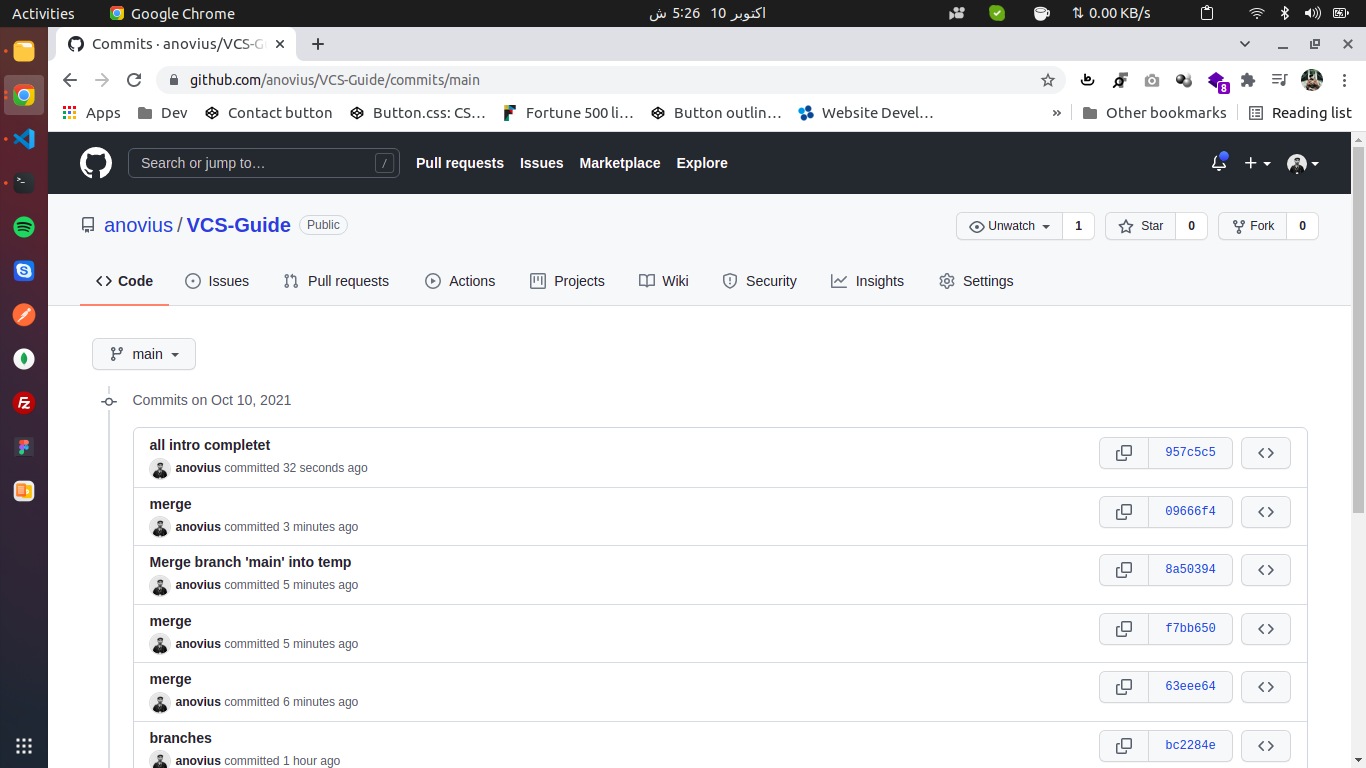 Activities
Google Chrome
اکتوبر 10  5:26 ش
0.00 KB/s
Commits · anovius/VCS-G
github.com/anovius/VCS-Guide/commits/main
8
Apps
Dev
Contact button
Button.css: CS…
Fortune 500 li…
Button outlin…
Website Devel…
»
Other bookmarks
Reading list
Search or jump to…
/
Pull requests
Issues
Marketplace
Explore
anovius / VCS-Guide
Public
Unwatch
1
Star
0
Fork
0
Code
Issues
Pull requests
Actions
Projects
Wiki
Security
Insights
Settings
main
Commits on Oct 10, 2021
all intro completet
anovius committed 32 seconds ago
957c5c5
merge
anovius committed 3 minutes ago
09666f4
Merge branch 'main' into temp
anovius committed 5 minutes ago
8a50394
merge
anovius committed 5 minutes ago
f7bb650
merge
anovius committed 6 minutes ago
63eee64
branches
anovius committed 1 hour ago
bc2284e